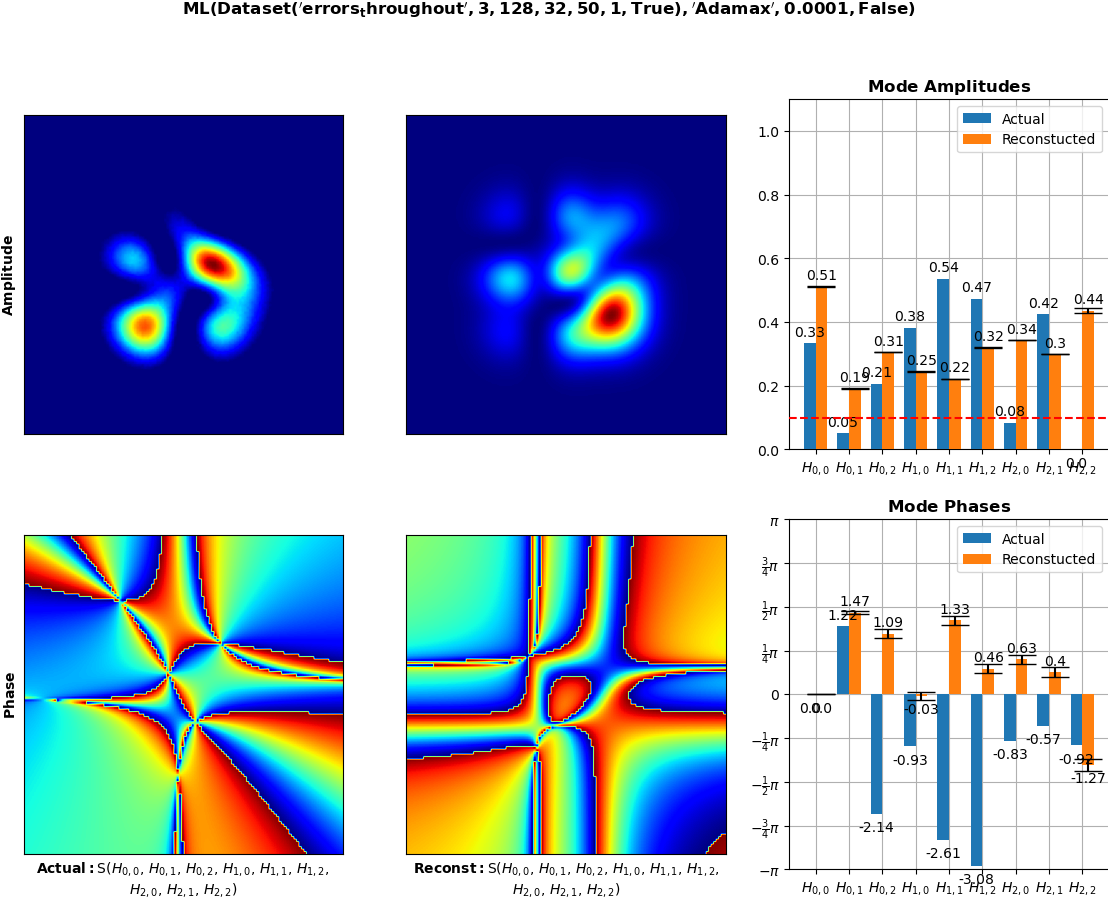 ML(Dataset('errors_throughout', 3, 128, 32, 50, 1, True), 'Adamax', 0.0001, False)
Amplitude
Mode Amplitudes
Actual
Reconstucted
1.0
0.8
0.6
0.4
0.2
0.0
0.33
0.51
0.05
0.19
0.21
0.31
0.38
0.25
0.54
0.22
0.47
0.32
0.08
0.34
0.42
0.3
0.0
0.44
H0,0 H0,1 H0,2 H1,0 H1,1 H1,2 H2,0 H2,1 H2,2
Phase
Mode Phases
Actual
Reconstucted
π
3/4π
1/2π
1/4π
0
−1/4π
−1/2π
−3/4π
−π
0.0
0.0
1.22
1.47
-2.14
1.09
-0.93
-0.03
-2.61
1.33
-3.08
0.46
-0.83
0.63
-0.57
0.4
-0.92
-1.27
H0,0 H0,1 H0,2 H1,0 H1,1 H1,2 H2,0 H2,1 H2,2
Actual: S(H0,0, H0,1, H0,2, H1,0, H1,1, H1,2,
H2,0, H2,1, H2,2)
Reconst: S(H0,0, H0,1, H0,2, H1,0, H1,1, H1,2,
H2,0, H2,1, H2,2)